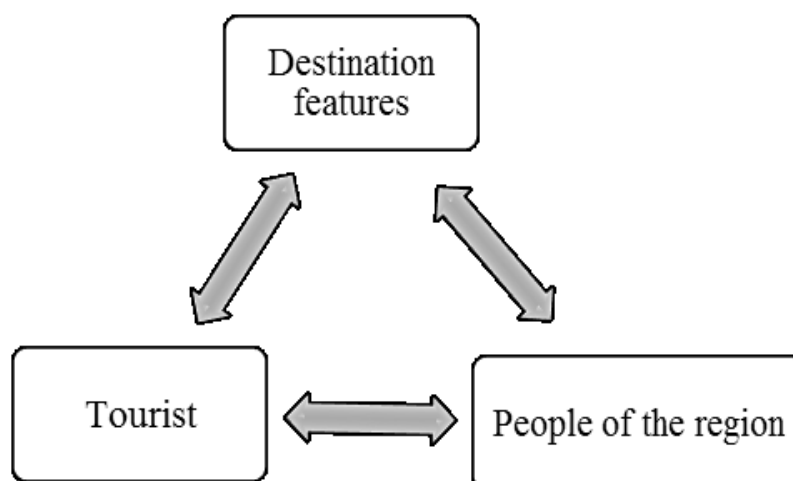 Destination
features
Tourist
People of the region